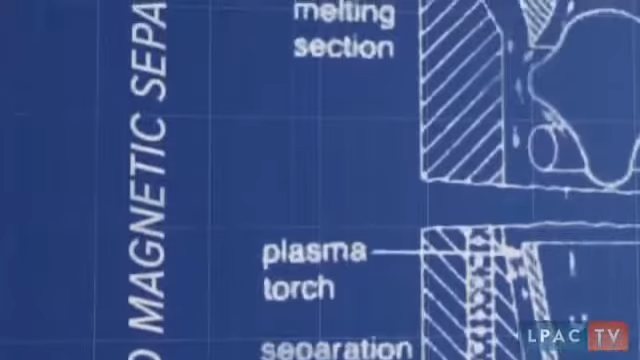 melting
section
MAGNETIC SEPA
plasma
torch
separation
LPAC TV